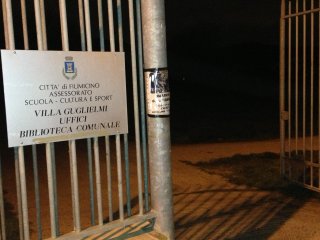 CITTÀ di FIUMICINO
ASSESSORATO
SCUOLA - CULTURA E SPORT
VILLA GUGLIELMI
UFFICI
BIBLIOTECA COMUNALE